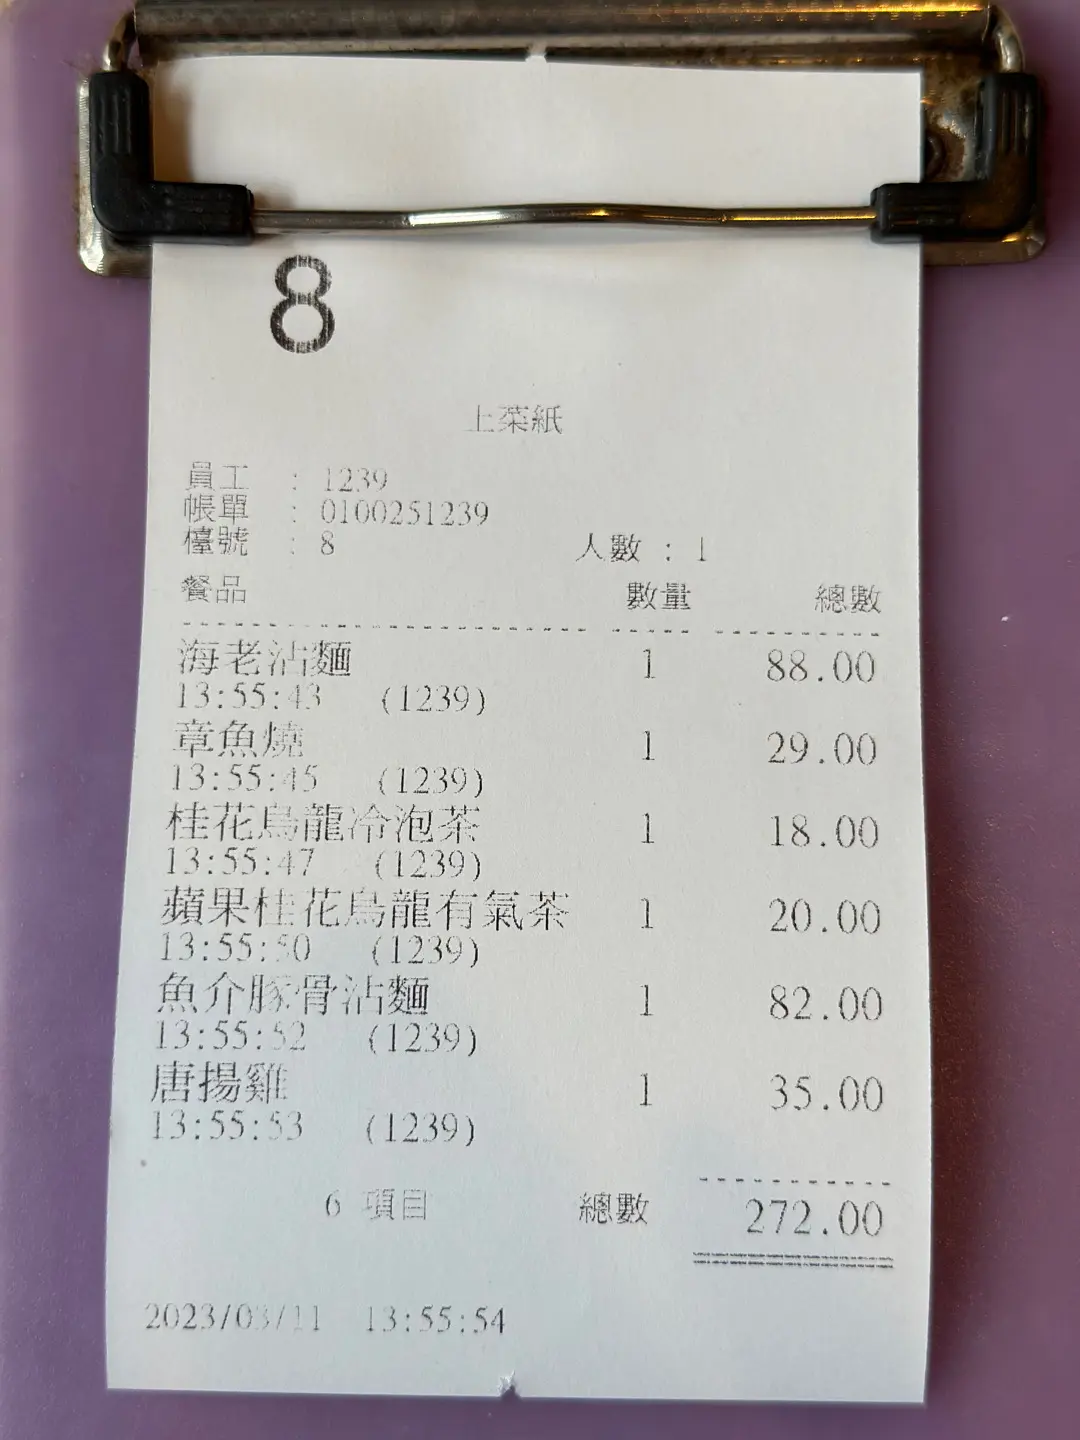 8
上菜紙
員工 : 1239
帳單 : 0100251239
檯號 : 8 人數 : 1
餐品 數量 總數
海老沾麵 1 88.00
13:55:43 (1239)
章魚燒 1 29.00
13:55:45 (1239)
桂花烏龍冷泡茶 1 18.00
13:55:47 (1239)
蘋果桂花烏龍有氣茶 1 20.00
13:55:50 (1239)
魚介豚骨沾麵 1 82.00
13:55:52 (1239)
唐揚雞 1 35.00
13:55:53 (1239)
6 項目 總數 272.00
2023/03/11 13:55:54